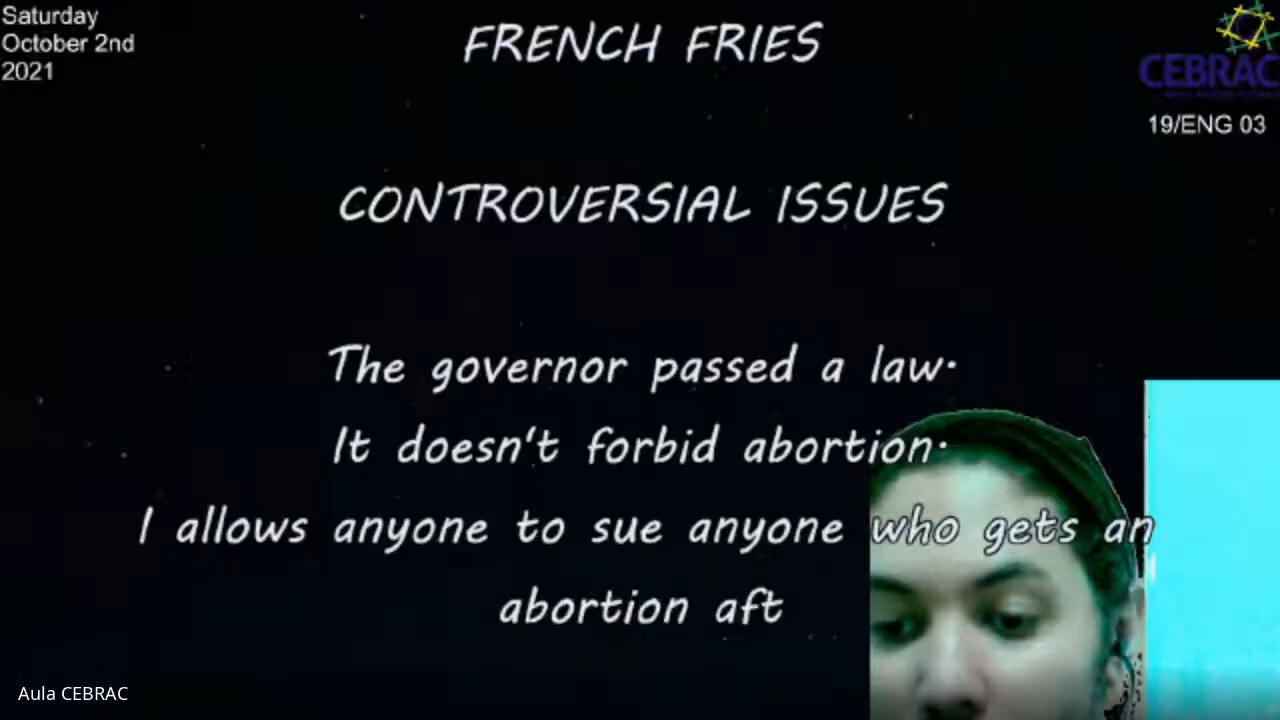 Saturday
October 2nd
2021
FRENCH FRIES
CEBRAC
19/ENG 03
CONTROVERSIAL ISSUES
The governor passed a law.
It doesn't forbid abortion.
I allows anyone to sue anyone who gets an
abortion aft
Aula CEBRAC